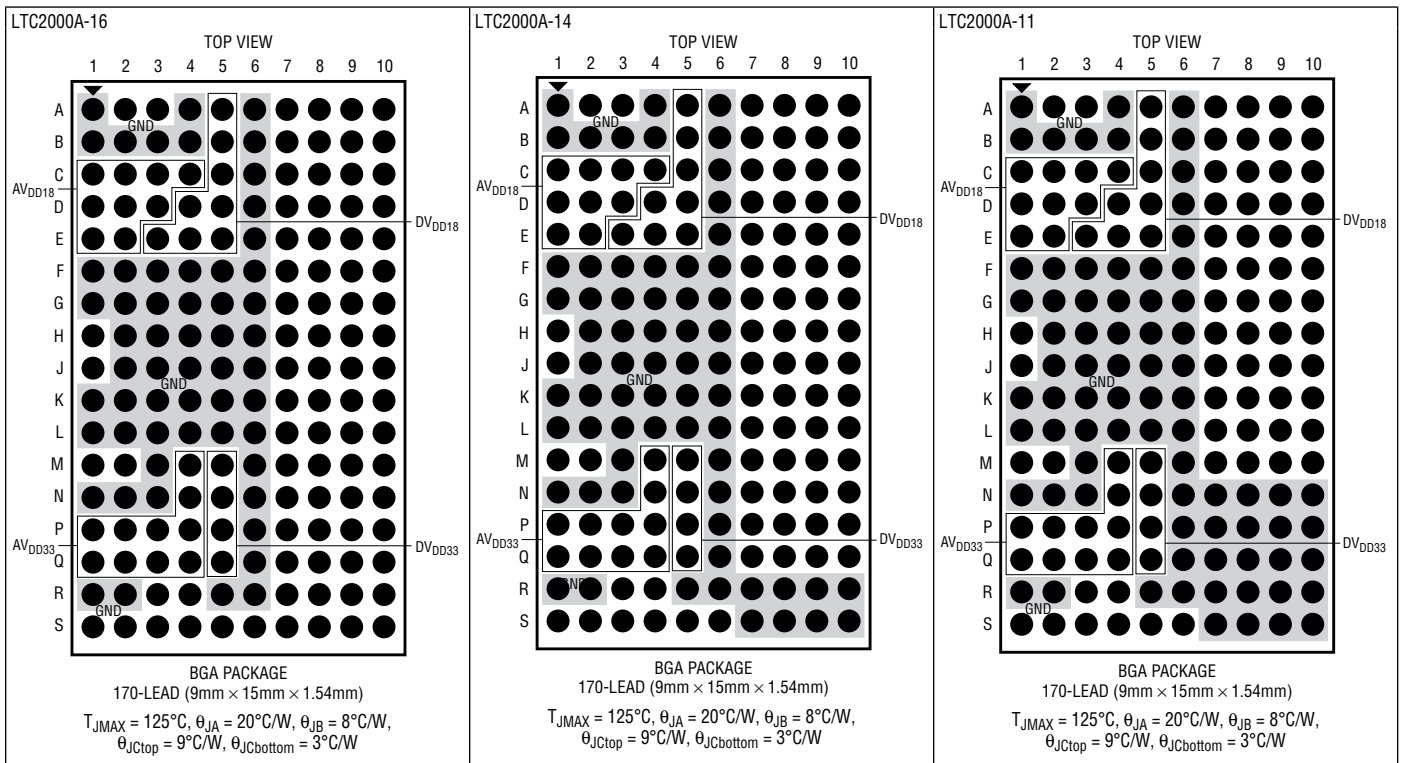 LTC2000A-16
TOP VIEW
1 2 3 4 5 6 7 8 9 10
A
GND
B
C
AVDD18
D
DVDD18
E
F
G
H
J
GND
K
L
M
N
P
AVDD33
DVDD33
Q
R
GND
S
BGA PACKAGE
170-LEAD (9mm × 15mm × 1.54mm)
TJMAX = 125°C, θJA = 20°C/W, θJB = 8°C/W,
θJCtop = 9°C/W, θJCbottom = 3°C/W
LTC2000A-14
TOP VIEW
1 2 3 4 5 6 7 8 9 10
A
GND
B
C
AVDD18
D
DVDD18
E
F
G
H
J
GND
K
L
M
N
P
AVDD33
DVDD33
Q
GND
R
S
BGA PACKAGE
170-LEAD (9mm × 15mm × 1.54mm)
TJMAX = 125°C, θJA = 20°C/W, θJB = 8°C/W,
θJCtop = 9°C/W, θJCbottom = 3°C/W
LTC2000A-11
TOP VIEW
1 2 3 4 5 6 7 8 9 10
A
GND
B
C
AVDD18
D
DVDD18
E
F
G
H
J
GND
K
L
M
N
P
AVDD33
DVDD33
Q
R
GND
S
BGA PACKAGE
170-LEAD (9mm × 15mm × 1.54mm)
TJMAX = 125°C, θJA = 20°C/W, θJB = 8°C/W,
θJCtop = 9°C/W, θJCbottom = 3°C/W